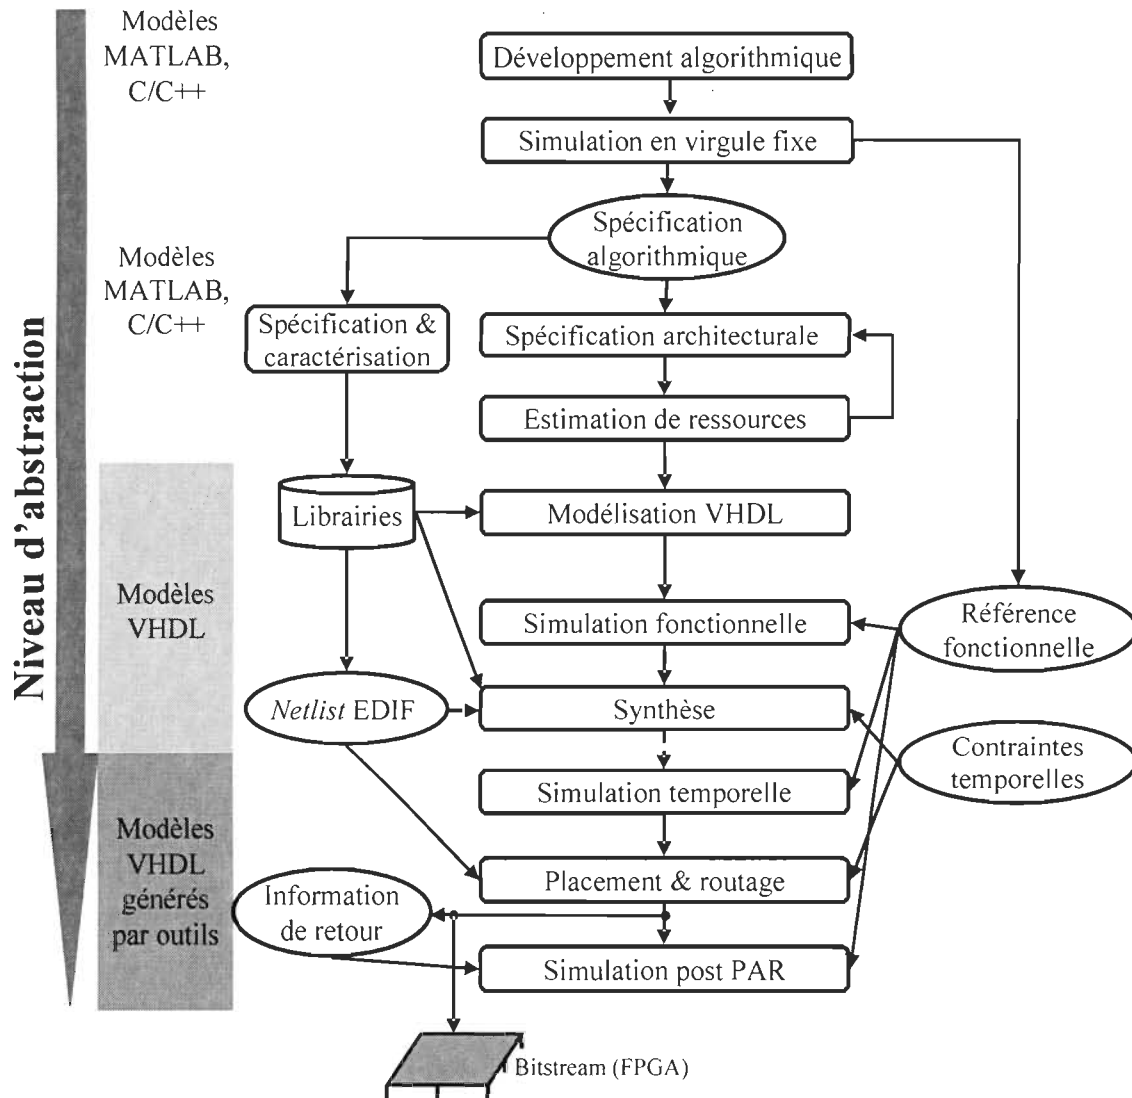 Modèles
MATLAB,
C/C++
Développement algorithmique
Simulation en virgule fixe
Spécification
algorithmique
Modèles
MATLAB,
C/C++
Spécification &
caractérisation
Spécification architecturale
Estimation de ressources
Niveau d'abstraction
Librairies
Modélisation VHDL
Modèles
VHDL
Simulation fonctionnelle
Référence
fonctionnelle
Netlist EDIF
Synthèse
Contraintes
temporelles
Simulation temporelle
Modèles
VHDL
générés
par outils
Placement & routage
Information
de retour
Simulation post PAR
Bitstream (FPGA)